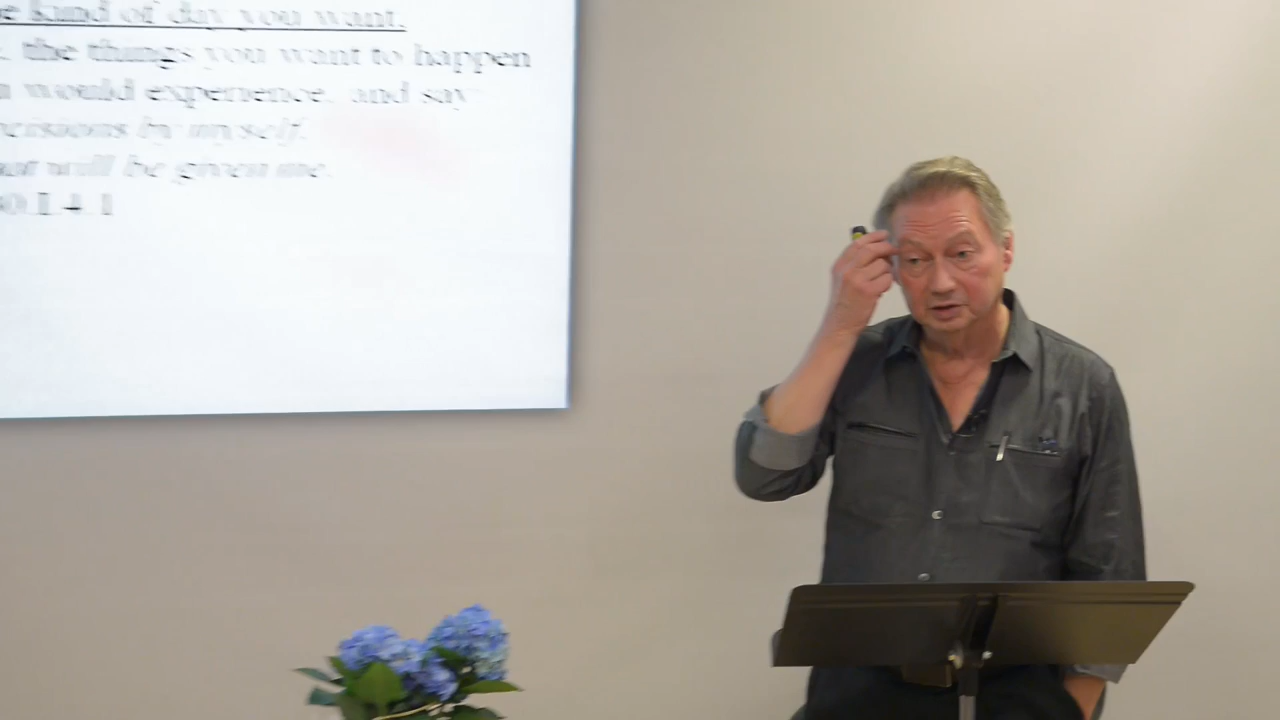 kind of day you want.
the things you want to happen
would experience, and say
by myself.
will be given me.